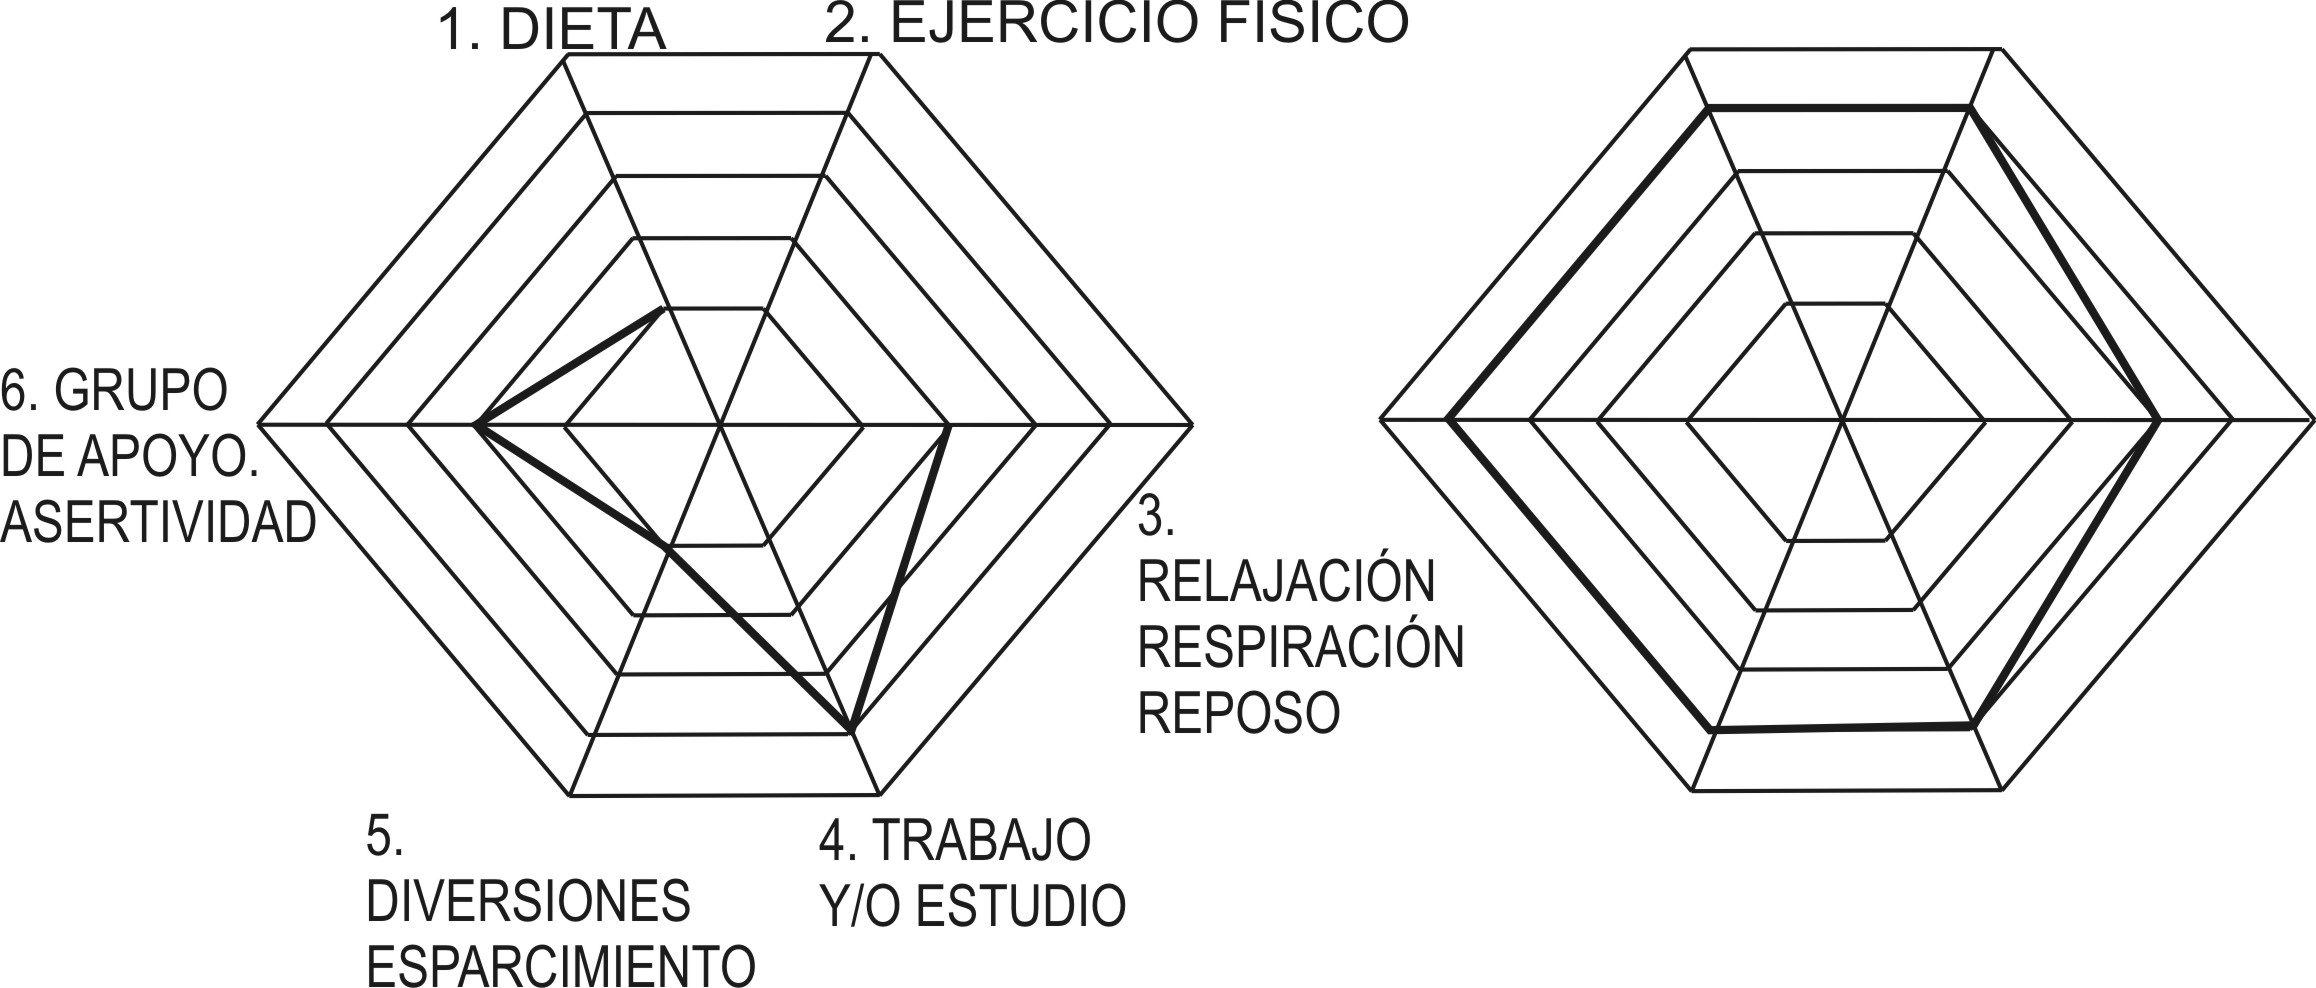 1. DIETA
2. EJERCICIO FISICO
6. GRUPO
DE APOYO.
ASERTIVIDAD
3.
RELAJACIÓN
RESPIRACIÓN
REPOSO
5.
DIVERSIONES
ESPARCIMIENTO
4. TRABAJO
Y/O ESTUDIO